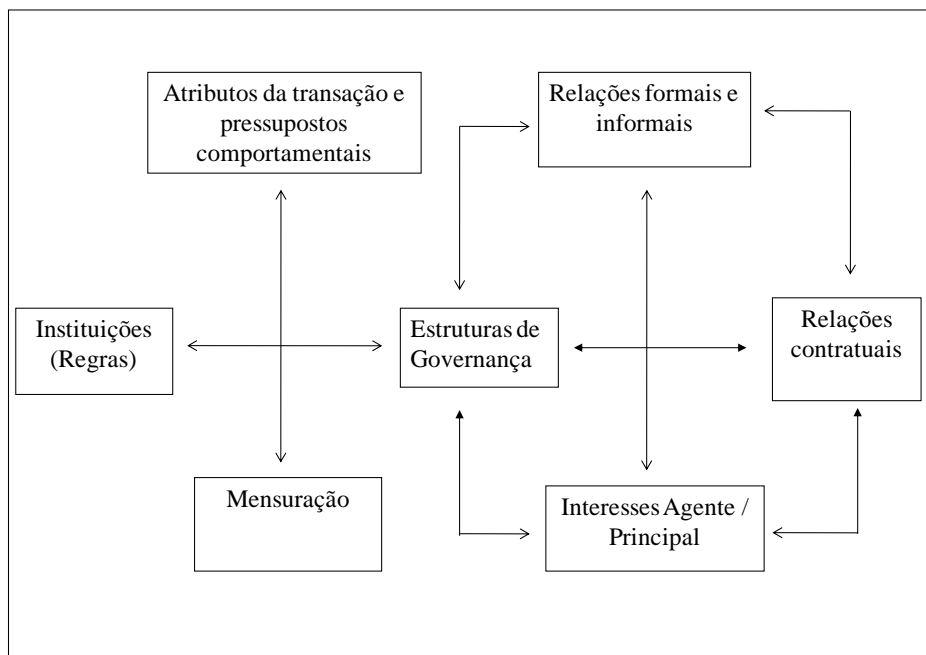 Atributos da transação e
pressupostos
comportamentais
Relações formais e
informais
Instituições
(Regras)
Estruturas de
Governança
Relações
contratuais
Mensuração
Interesses Agente /
Principal